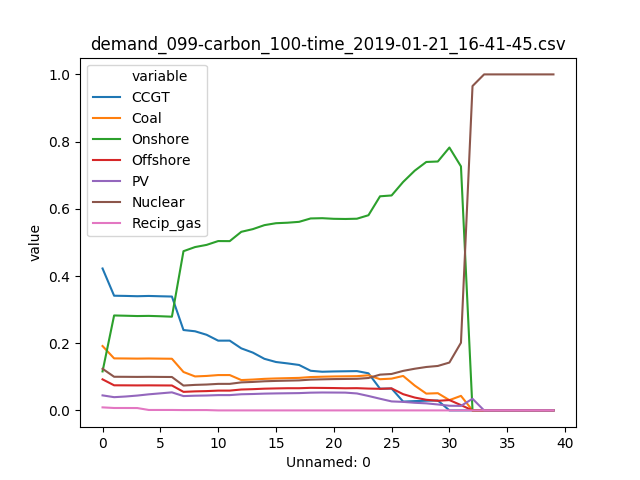 demand_099-carbon_100-time_2019-01-21_16-41-45.csv
1.0
0.8
0.6
0.4
0.2
0.0
value
variable
CCGT
Coal
Onshore
Offshore
PV
Nuclear
Recip_gas
0 5 10 15 20 25 30 35 40
Unnamed: 0